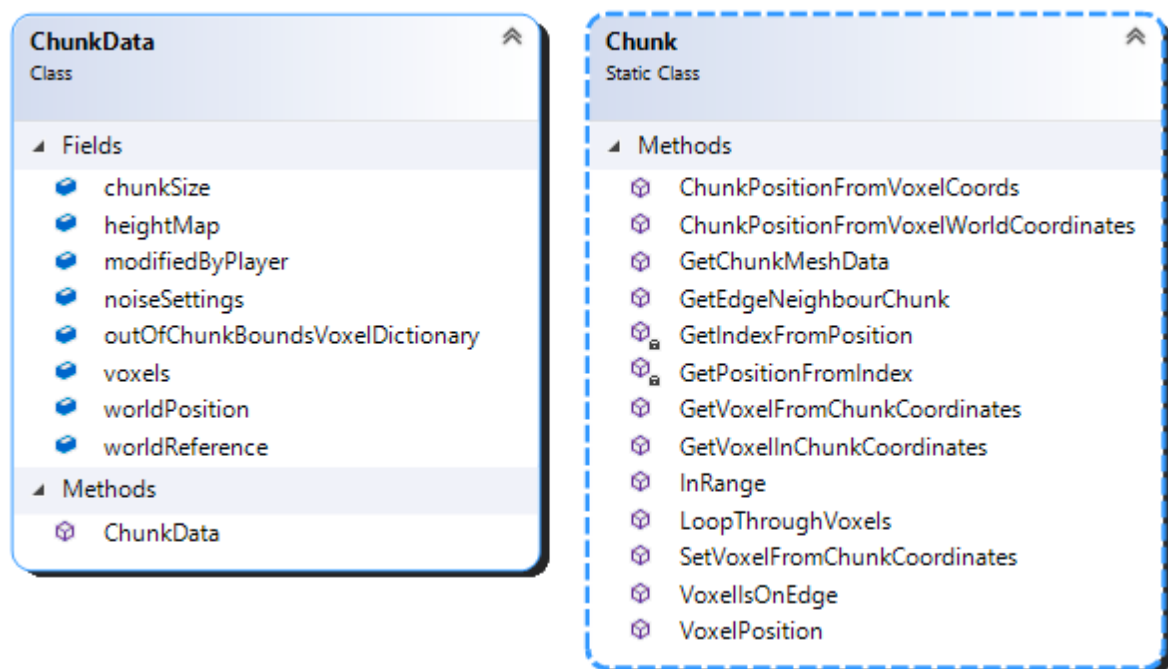 ChunkData
Class
Fields
chunkSize
heightMap
modifiedByPlayer
noiseSettings
outOfChunkBoundsVoxelDictionary
voxels
worldPosition
worldReference
Methods
ChunkData
Chunk
Static Class
Methods
ChunkPositionFromVoxelCoords
ChunkPositionFromVoxelWorldCoordinates
GetChunkMeshData
GetEdgeNeighbourChunk
GetIndexFromPosition
GetPositionFromIndex
GetVoxelFromChunkCoordinates
GetVoxelInChunkCoordinates
InRange
LoopThroughVoxels
SetVoxelFromChunkCoordinates
VoxelIsOnEdge
VoxelPosition